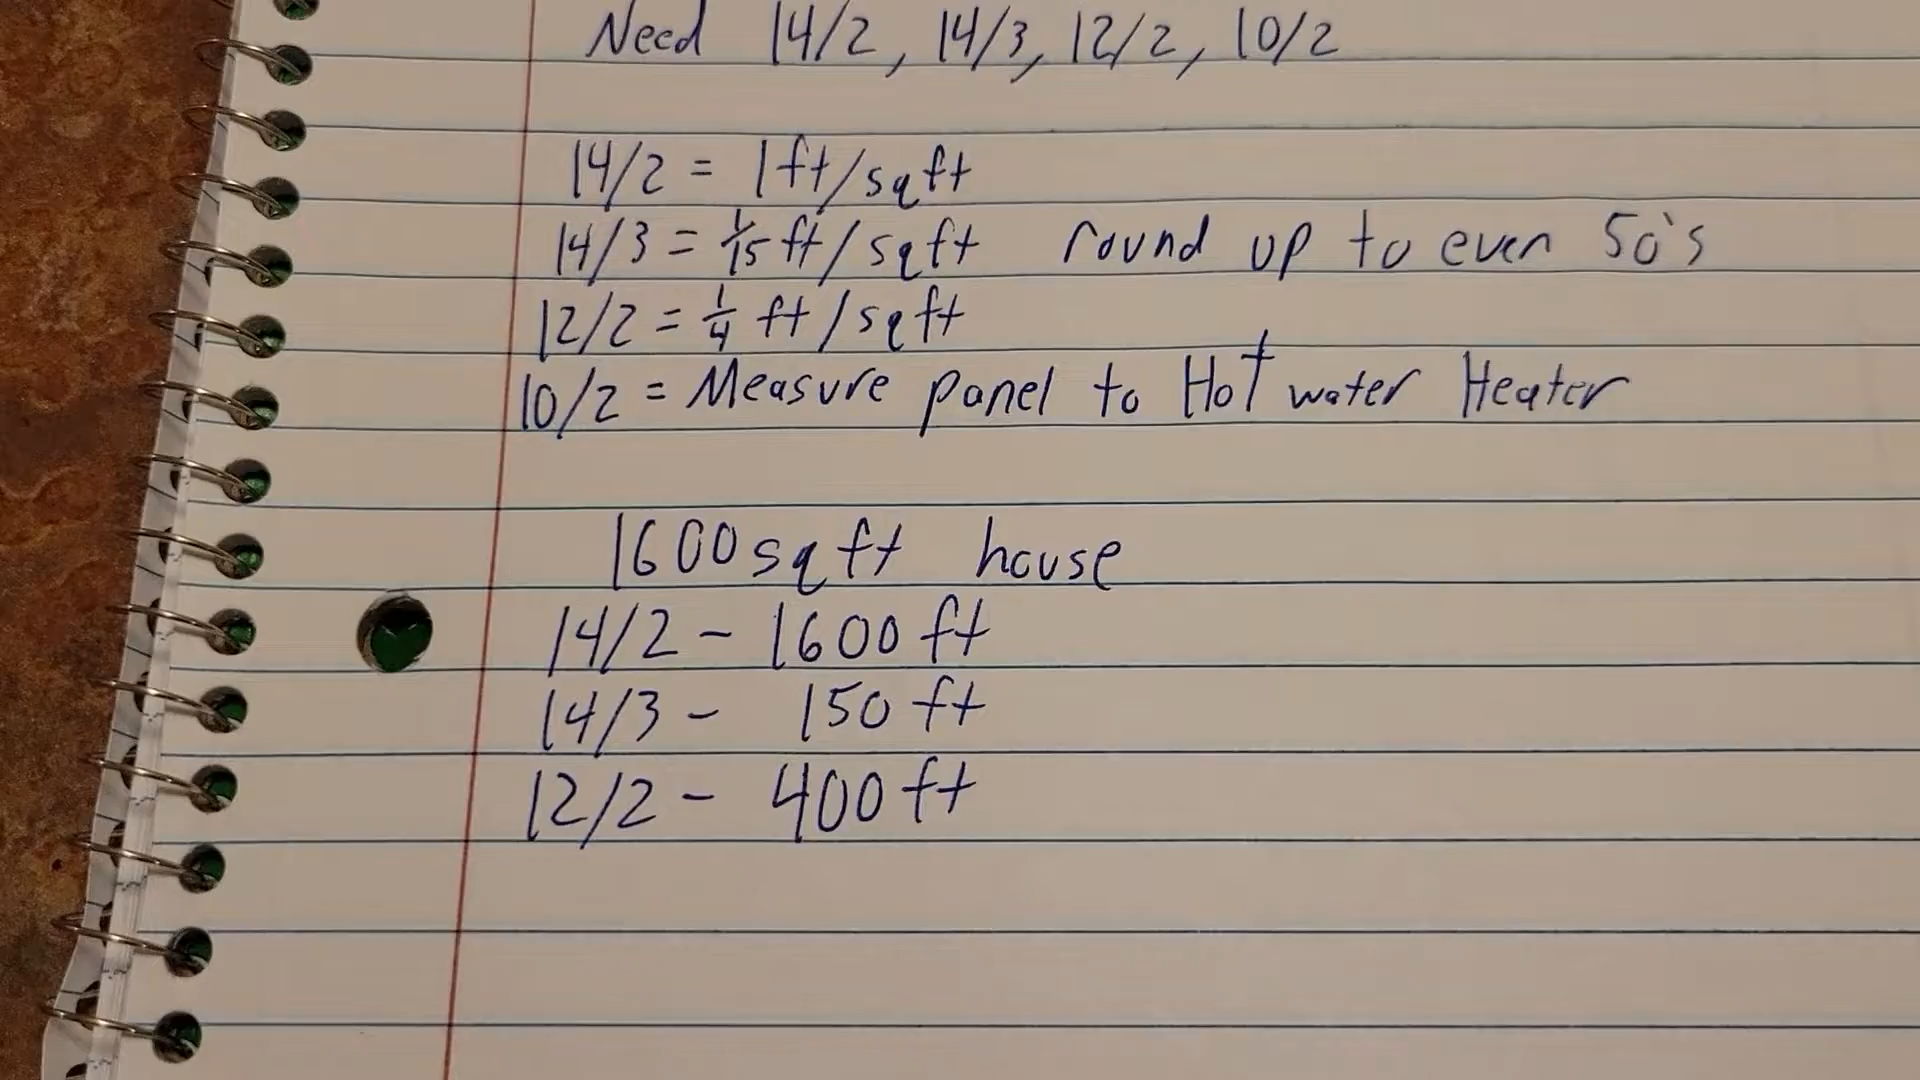 Need 14/2, 14/3, 12/2, 10/2
14/2 = 1ft/sqft
14/3 = 1/15 ft/sqft round up to even 50's
12/2 = 1/4 ft/sqft
10/2 = Measure panel to Hot water Heater
1600sqft house
14/2 - 1600ft
14/3 - 150ft
12/2 - 400ft